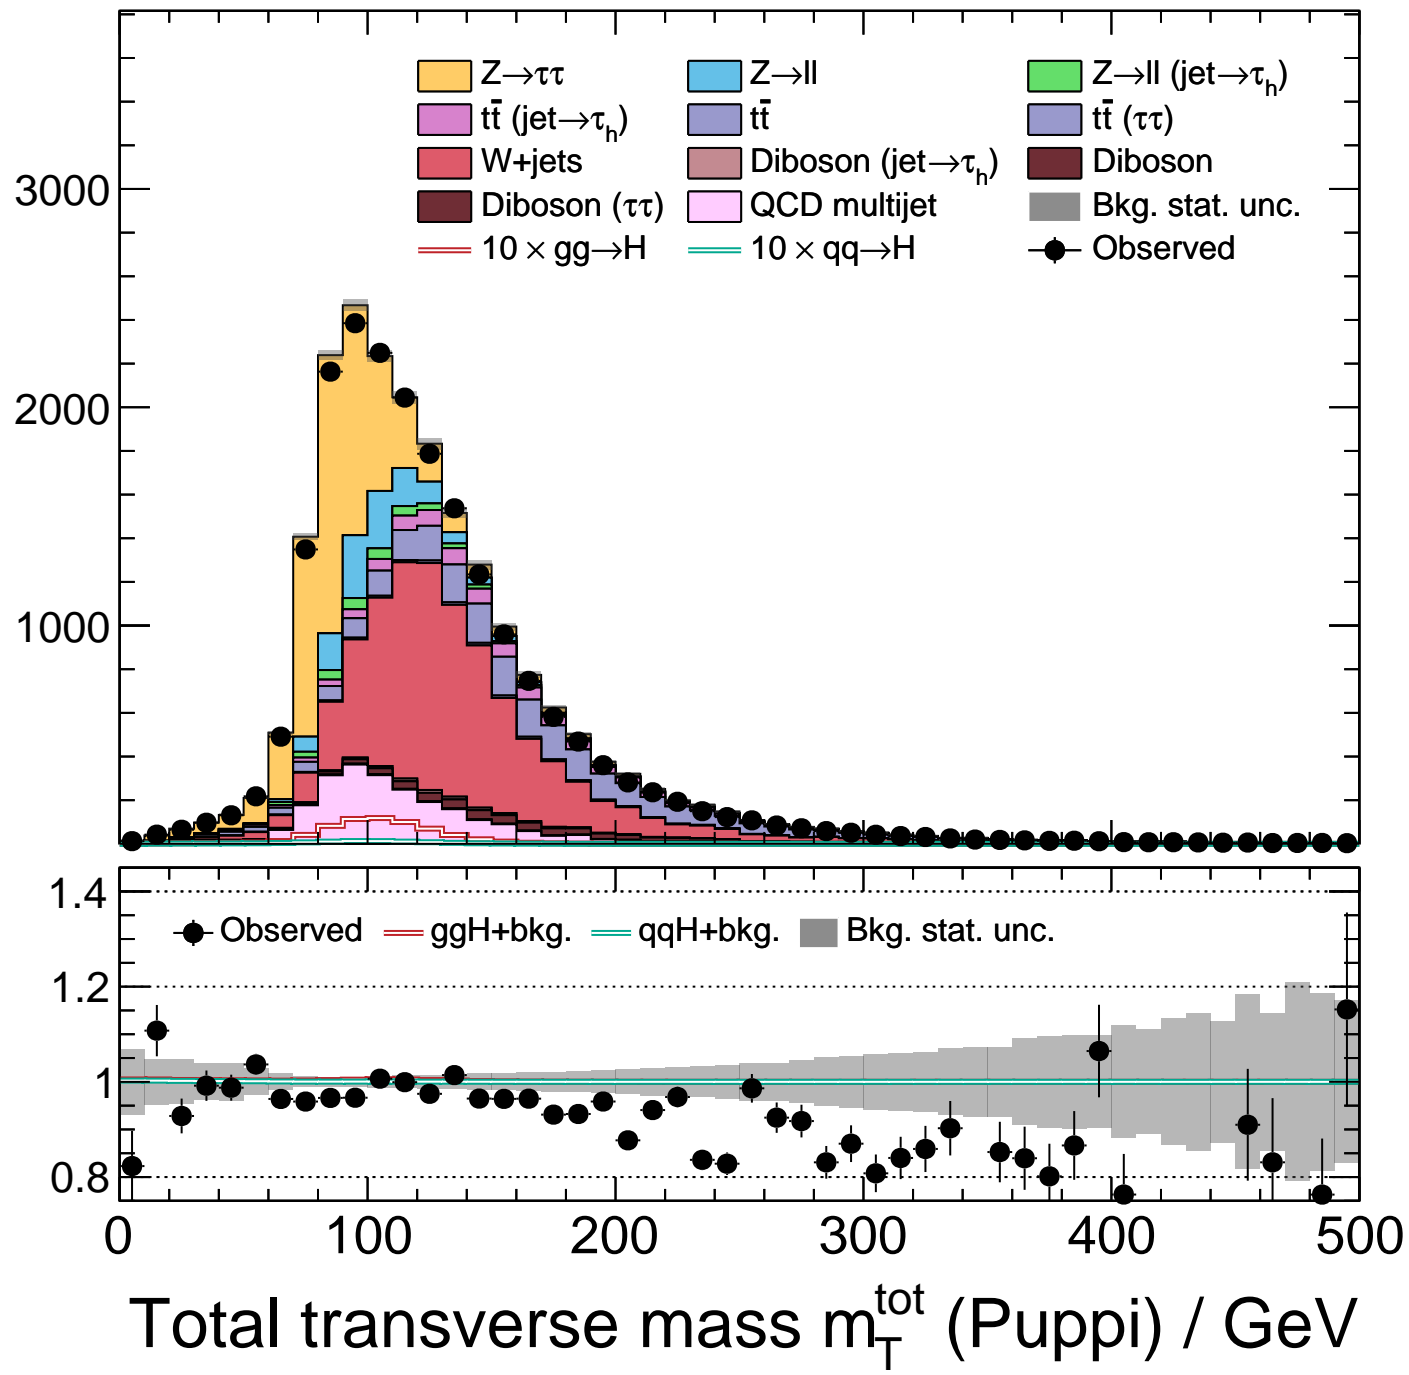 Z→ττ Z→ll Z→ll (jet→τh)
tt̄ (jet→τh) tt̄ tt̄ (ττ)
W+jets Diboson (jet→τh) Diboson
Diboson (ττ) QCD multijet Bkg. stat. unc.
10 × gg→H 10 × qq→H Observed
3000
2000
1000
1.4
Observed ggH+bkg. qqH+bkg. Bkg. stat. unc.
1.2
1
0.8
0 100 200 300 400 500
Total transverse mass mTtot (Puppi) / GeV